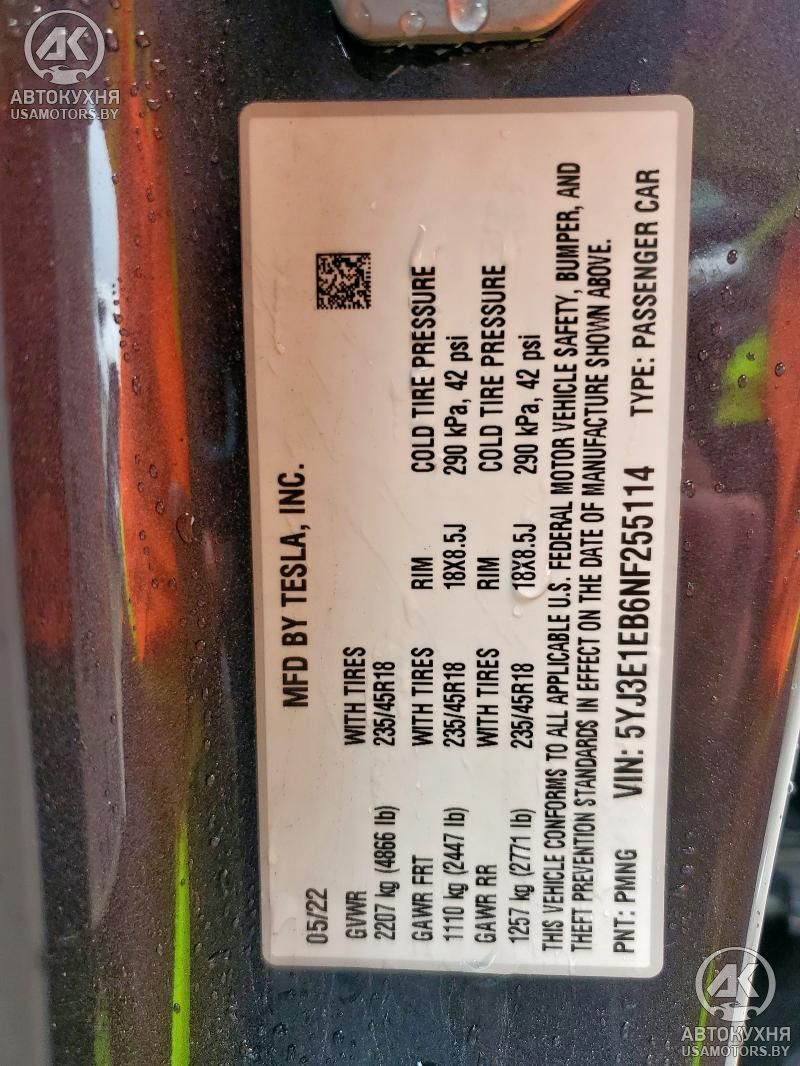 AK
АВТОКУХНЯ
USAMOTORS.BY
MFD BY TESLA, INC.
05/22
GVWR WITH TIRES
2207 kg (4866 lb) 235/45R18
GAWR FRT WITH TIRES RIM COLD TIRE PRESSURE
1110 kg (2447 lb) 235/45R18 18X8.5J 290 kPa, 42 psi
GAWR RR WITH TIRES RIM COLD TIRE PRESSURE
1257 kg (2771 lb) 235/45R18 18X8.5J 290 kPa, 42 psi
THIS VEHICLE CONFORMS TO ALL APPLICABLE U.S. FEDERAL MOTOR VEHICLE SAFETY, BUMPER, AND
THEFT PREVENTION STANDARDS IN EFFECT ON THE DATE OF MANUFACTURE SHOWN ABOVE.
PNT: PMNG VIN: 5YJ3E1EB6NF255114 TYPE: PASSENGER CAR
AK
АВТОКУХНЯ
USAMOTORS.BY